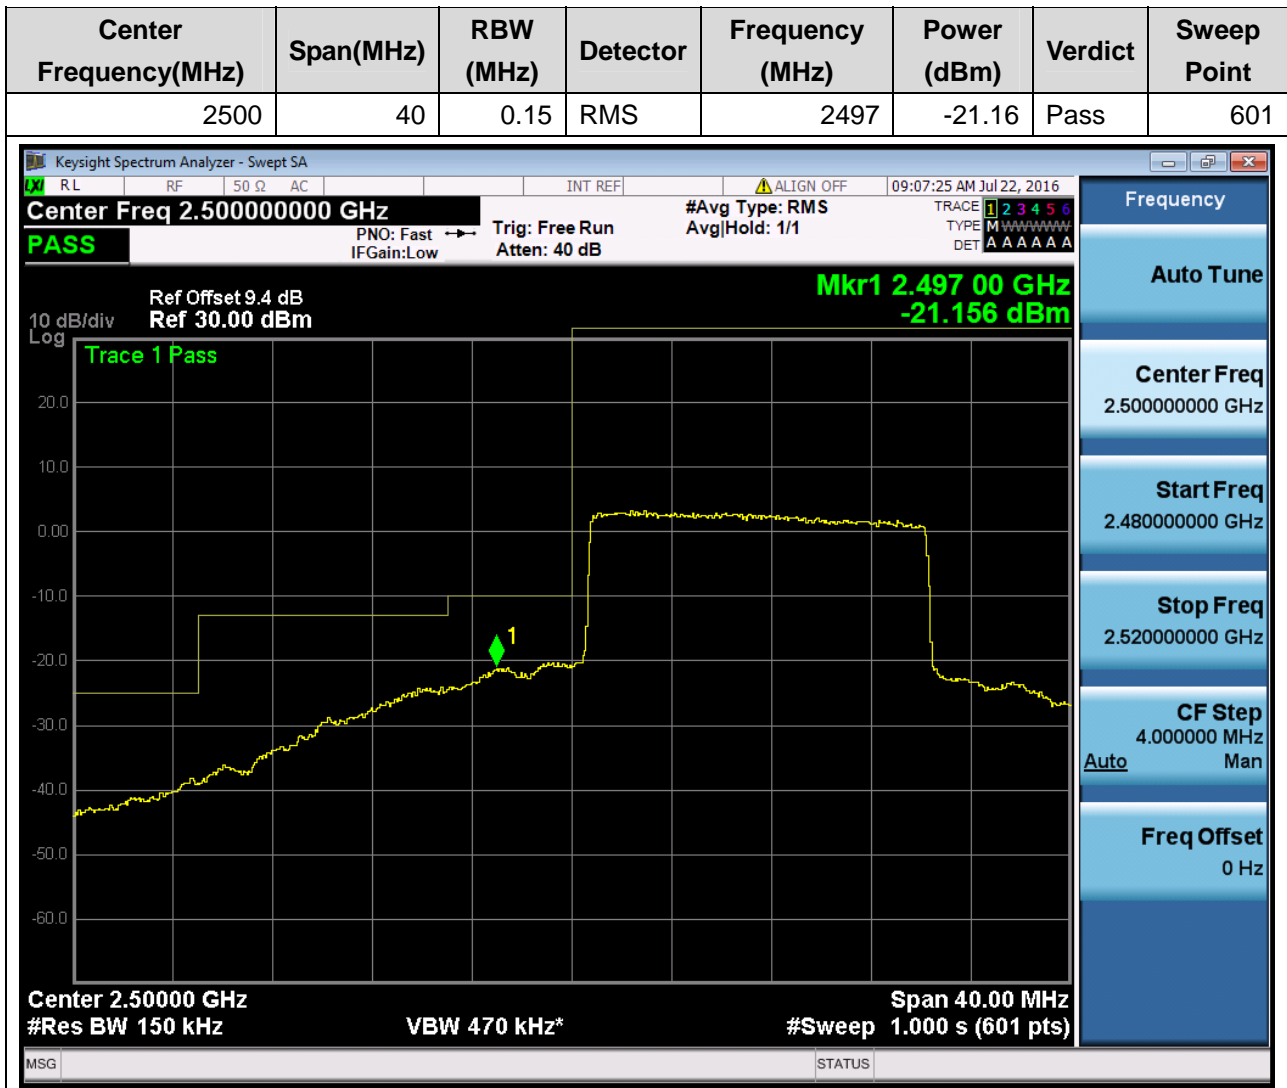 Center Frequency(MHz) Span(MHz) RBW (MHz) Detector Frequency (MHz) Power (dBm) Verdict Sweep Point
2500 40 0.15 RMS 2497 -21.16 Pass 601
Keysight Spectrum Analyzer - Swept SA
LXI RL RF 50 Ω AC INT REF ALIGN OFF 09:07:25 AM Jul 22, 2016
Center Freq 2.500000000 GHz
PASS
PNO: Fast
IFGain:Low
Trig: Free Run
Atten: 40 dB
#Avg Type: RMS
Avg|Hold: 1/1
TRACE 1 2 3 4 5 6
TYPE M WWWWW
DET A A A A A A
Mkr1 2.497 00 GHz
-21.156 dBm
Ref Offset 9.4 dB
10 dB/div Ref 30.00 dBm
Log
Trace 1 Pass
20.0
10.0
0.00
-10.0
1
-20.0
-30.0
-40.0
-50.0
-60.0
Center 2.50000 GHz Span 40.00 MHz
#Res BW 150 kHz VBW 470 kHz* #Sweep 1.000 s (601 pts)
MSG STATUS
Frequency
Auto Tune
Center Freq
2.500000000 GHz
Start Freq
2.480000000 GHz
Stop Freq
2.520000000 GHz
CF Step
4.000000 MHz
Auto Man
Freq Offset
0 Hz